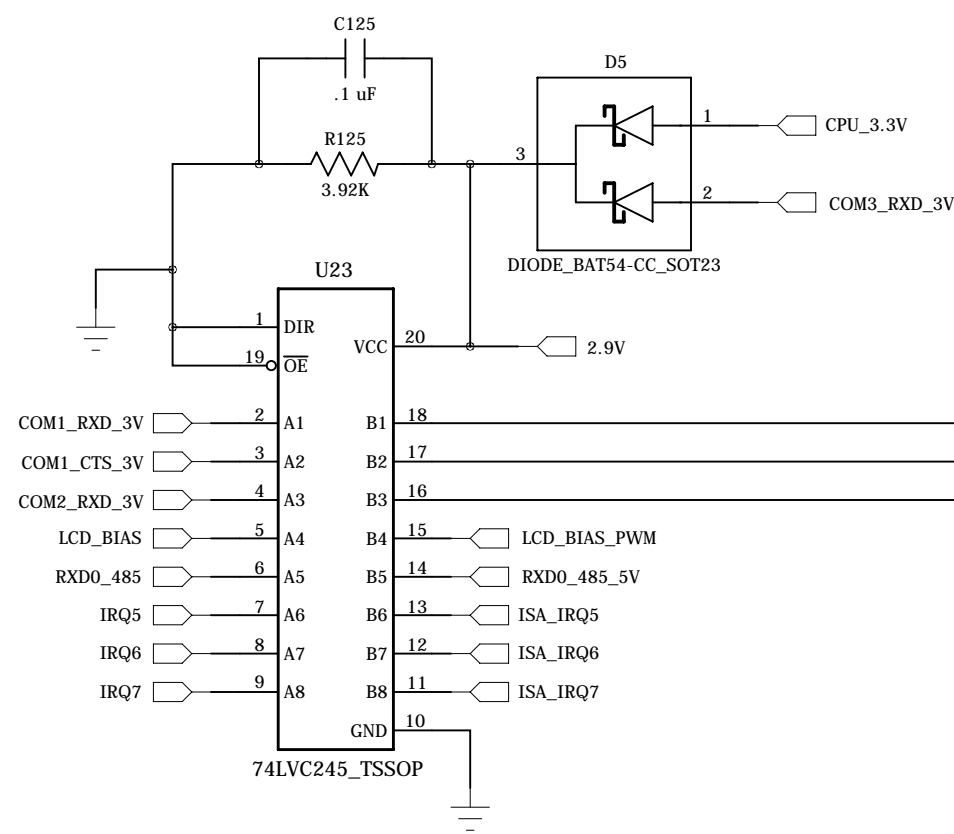 C125
.1 uF
D5
R125
3.92K
3
1
CPU_3.3V
2
COM3_RXD_3V
DIODE_BAT54-CC_SOT23
U23
1 DIR
19 OE
VCC 20
2.9V
COM1_RXD_3V 2 A1 B1 18
COM1_CTS_3V 3 A2 B2 17
COM2_RXD_3V 4 A3 B3 16
LCD_BIAS 5 A4 B4 15 LCD_BIAS_PWM
RXD0_485 6 A5 B5 14 RXD0_485_5V
IRQ5 7 A6 B6 13 ISA_IRQ5
IRQ6 8 A7 B7 12 ISA_IRQ6
IRQ7 9 A8 B8 11 ISA_IRQ7
GND 10
74LVC245_TSSOP